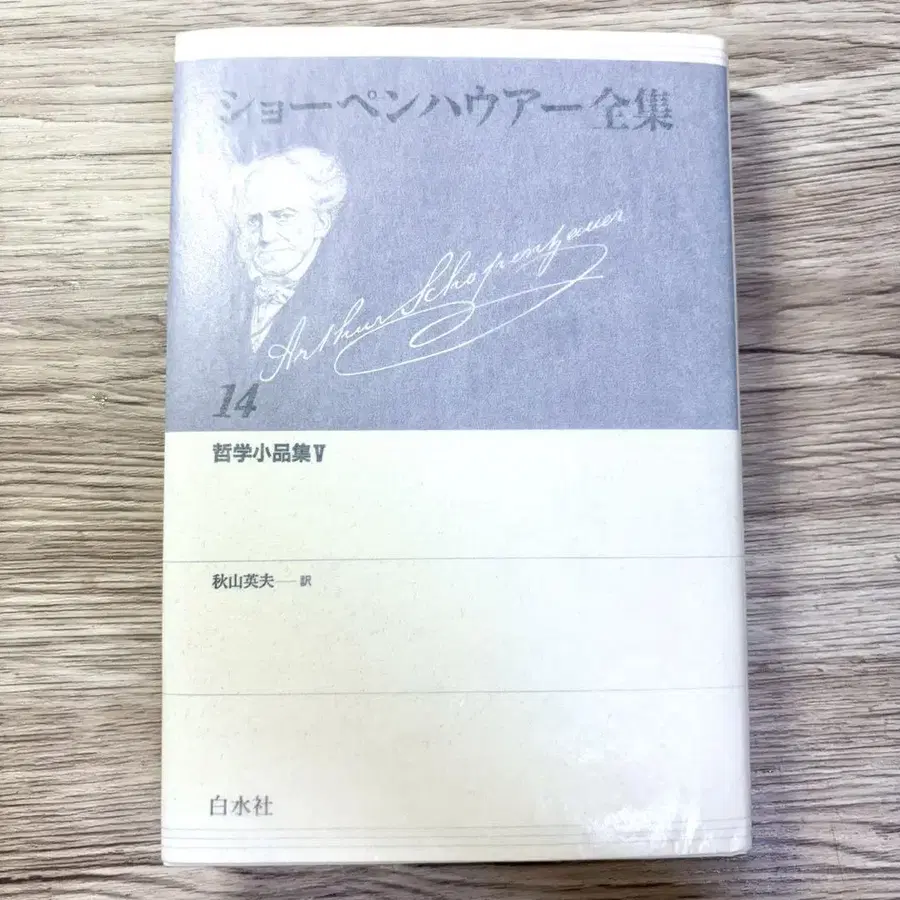 ショーペンハウアー全集
Arthur Schopenhauer
14
哲学小品集V
秋山英夫—訳
白水社